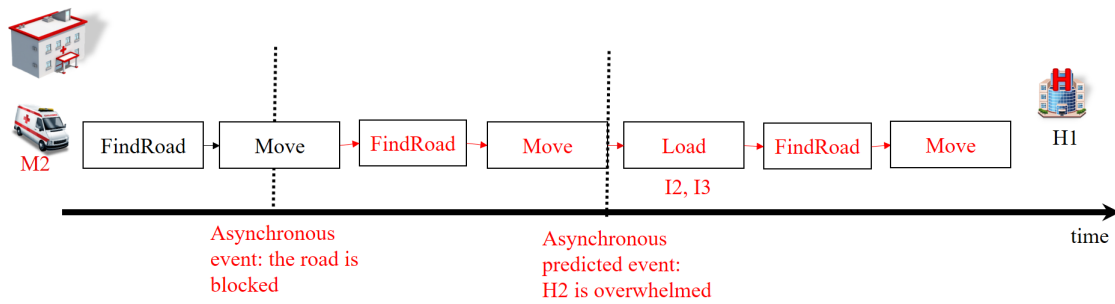 H
M2
FindRoad
Move
FindRoad
Move
Load
FindRoad
Move
H1
I2, I3
time
Asynchronous
event: the road is
blocked
Asynchronous
predicted event:
H2 is overwhelmed